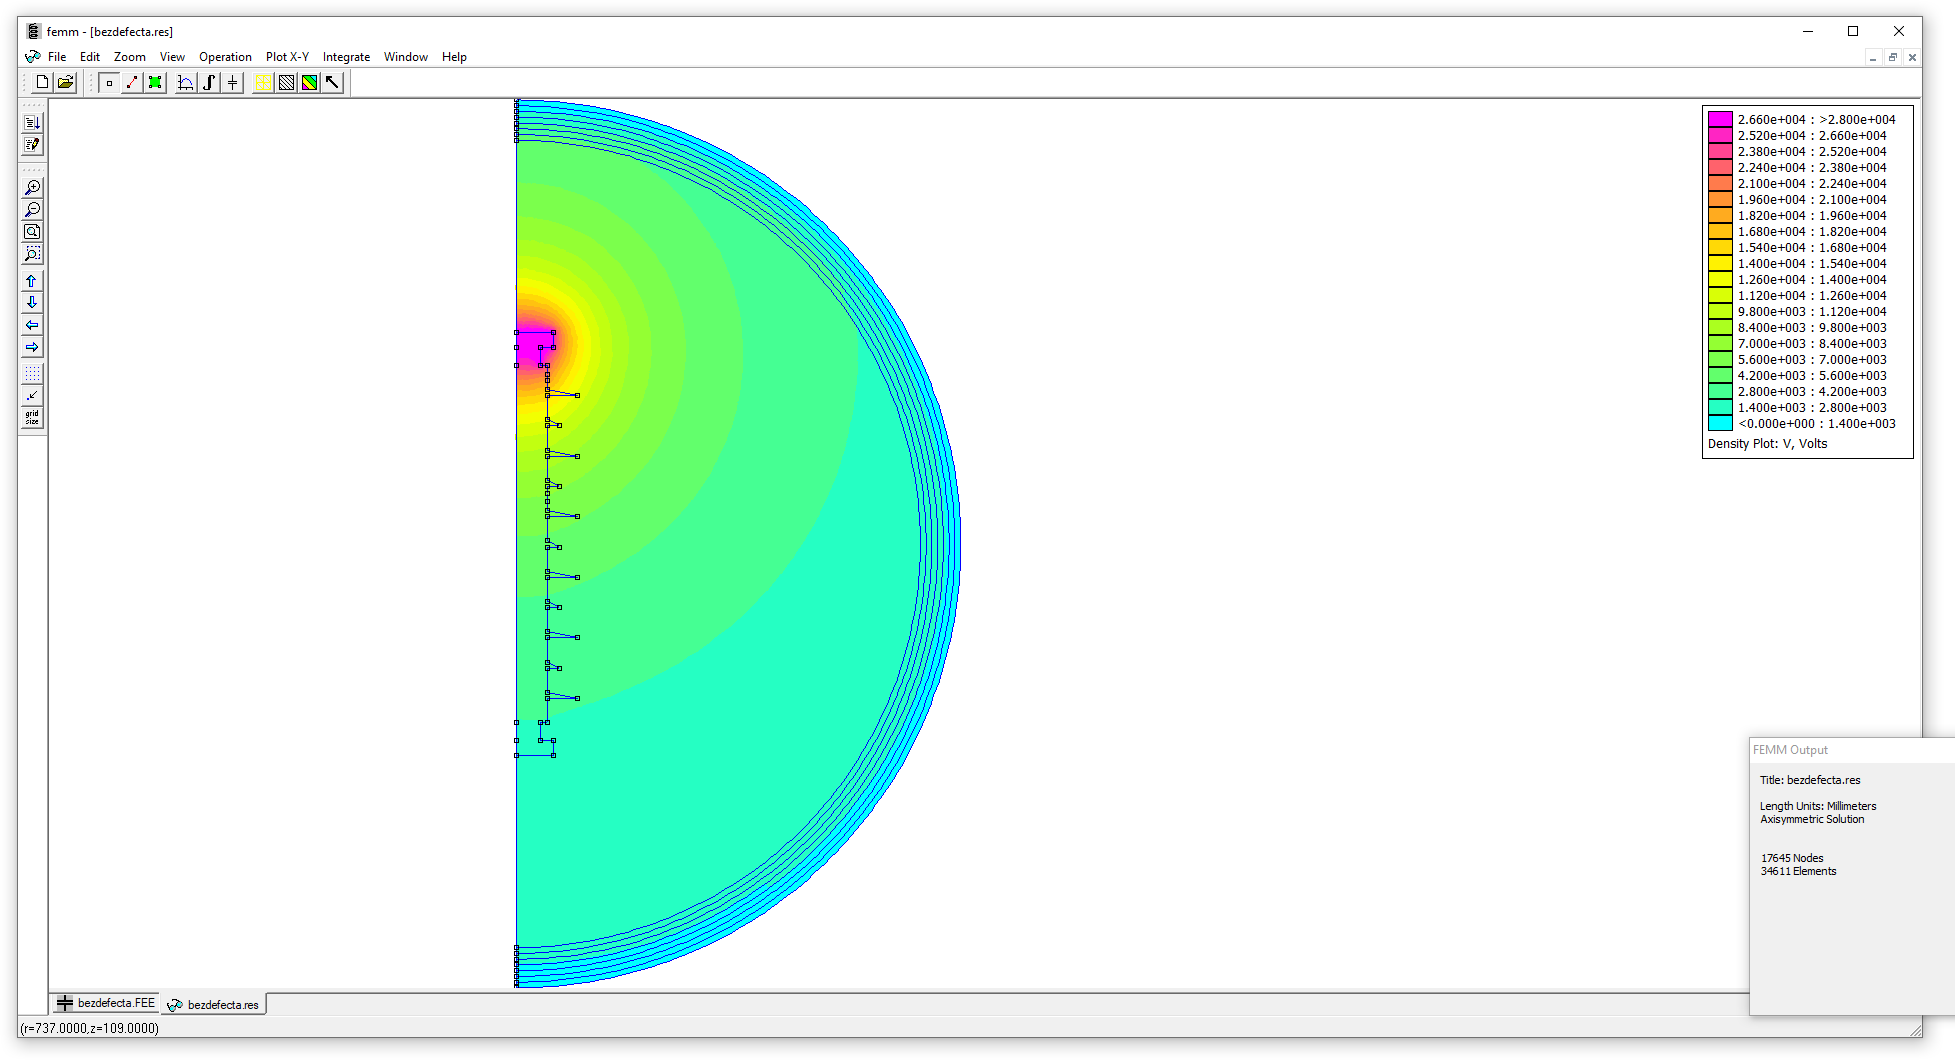 femm - [bezdefecta.res]
File Edit Zoom View Operation Plot X-Y Integrate Window Help
2.660e+004 : >2.800e+004
2.520e+004 : 2.660e+004
2.380e+004 : 2.520e+004
2.240e+004 : 2.380e+004
2.100e+004 : 2.240e+004
1.960e+004 : 2.100e+004
1.820e+004 : 1.960e+004
1.680e+004 : 1.820e+004
1.540e+004 : 1.680e+004
1.400e+004 : 1.540e+004
1.260e+004 : 1.400e+004
1.120e+004 : 1.260e+004
9.800e+003 : 1.120e+004
8.400e+003 : 9.800e+003
7.000e+003 : 8.400e+003
5.600e+003 : 7.000e+003
4.200e+003 : 5.600e+003
2.800e+003 : 4.200e+003
1.400e+003 : 2.800e+003
<0.000e+000 : 1.400e+003
Density Plot: V, Volts
grid
size
FEMM Output
Title: bezdefecta.res
Length Units: Millimeters
Axisymmetric Solution
17645 Nodes
34611 Elements
bezdefecta.FEE bezdefecta.res
(r=737.0000,z=109.0000)